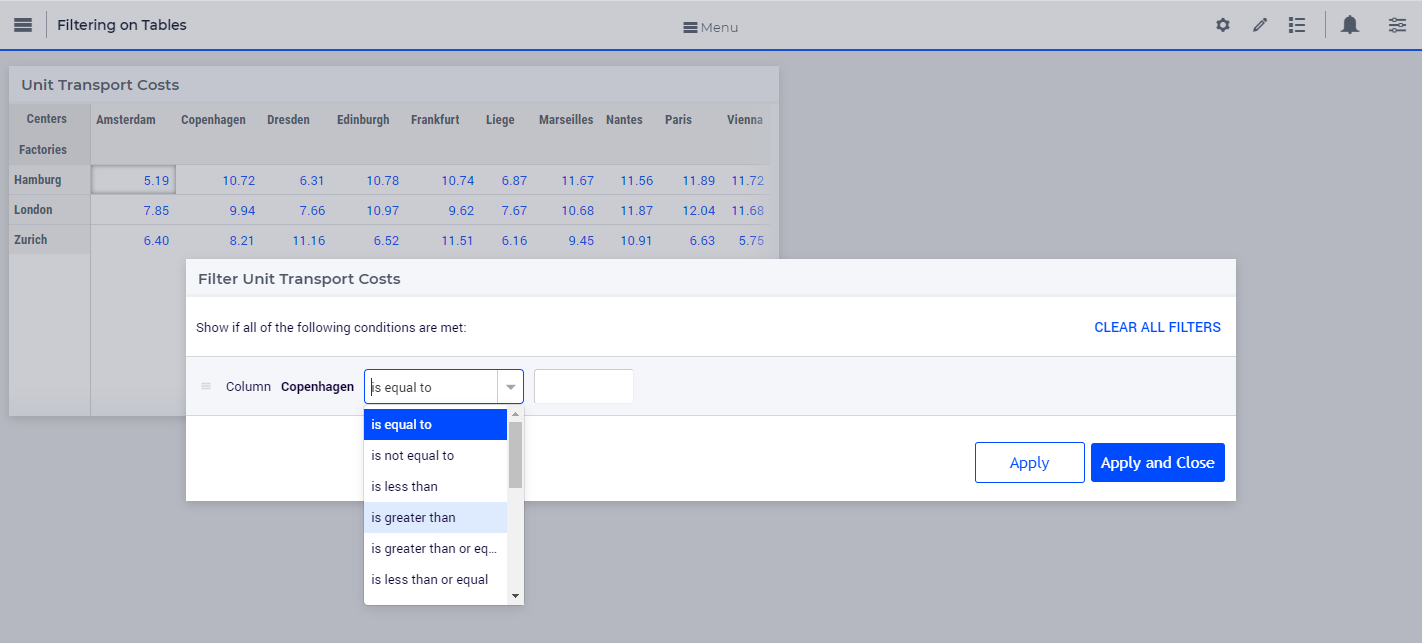 Filtering on Tables
Menu
Unit Transport Costs
Centers Amsterdam Copenhagen Dresden Edinburgh Frankfurt Liege Marseilles Nantes Paris Vienna
Factories
Hamburg 5.19 10.72 6.31 10.78 10.74 6.87 11.67 11.56 11.89 11.72
London 7.85 9.94 7.66 10.97 9.62 7.67 10.68 11.87 12.04 11.68
Zurich 6.40 8.21 11.16 6.52 11.51 6.16 9.45 10.91 6.63 5.75
Filter Unit Transport Costs
Show if all of the following conditions are met: CLEAR ALL FILTERS
Column Copenhagen is equal to
is equal to
is not equal to
Apply Apply and Close
is less than
is greater than
is greater than or eq...
is less than or equal